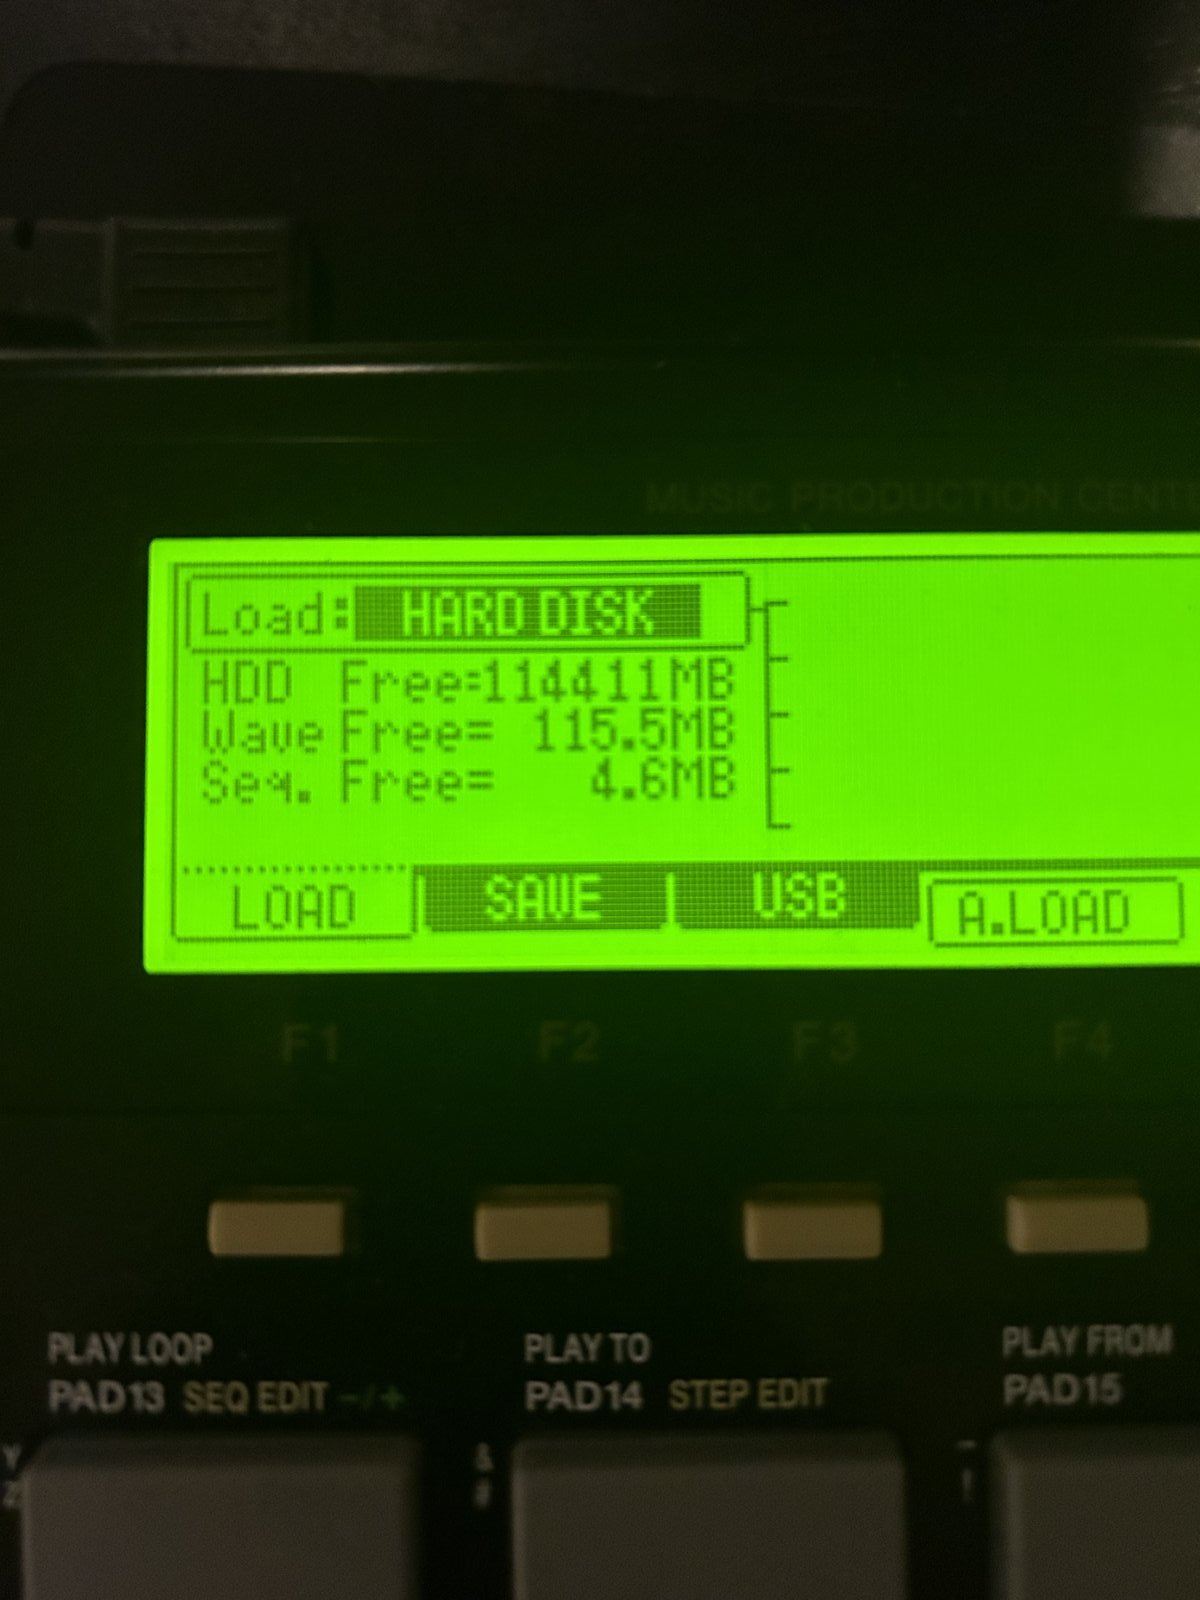 MUSIC PRODUCTION
Load: HARD DISK
HDD Free=114411MB
Wave Free= 115.5MB
Seq. Free= 4.6MB
LOAD SAVE USB A.LOAD
F1 F2 F3 F4
PLAY LOOP PLAY TO PLAY FROM
PAD13 SEQ EDIT -/+ PAD14 STEP EDIT PAD15
Y & 
Z #